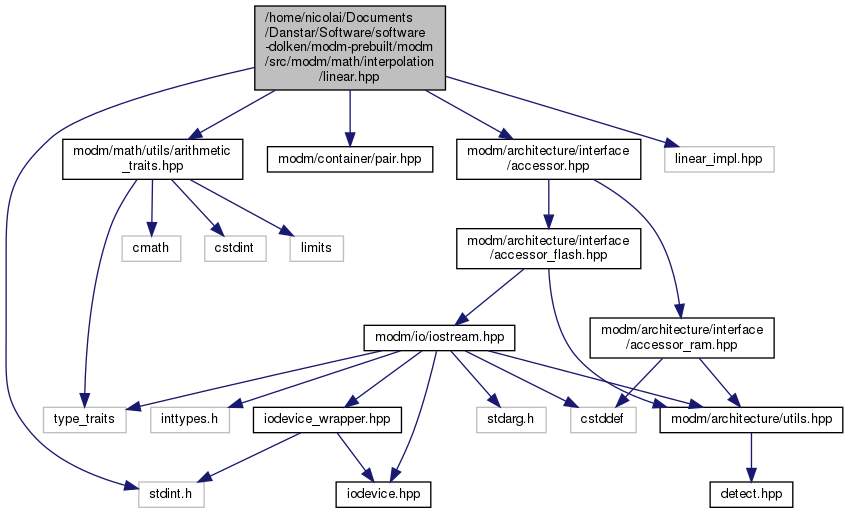 /home/nicolai/Documents
/Danstar/Software/software
-dolken/modm-prebuilt/modm
/src/modm/math/interpolation
/linear.hpp
modm/math/utils/arithmetic
_traits.hpp
modm/container/pair.hpp
modm/architecture/interface
/accessor.hpp
linear_impl.hpp
cmath
cstdint
limits
modm/architecture/interface
/accessor_flash.hpp
modm/io/iostream.hpp
modm/architecture/interface
/accessor_ram.hpp
type_traits
inttypes.h
iodevice_wrapper.hpp
stdarg.h
cstddef
modm/architecture/utils.hpp
stdint.h
iodevice.hpp
detect.hpp